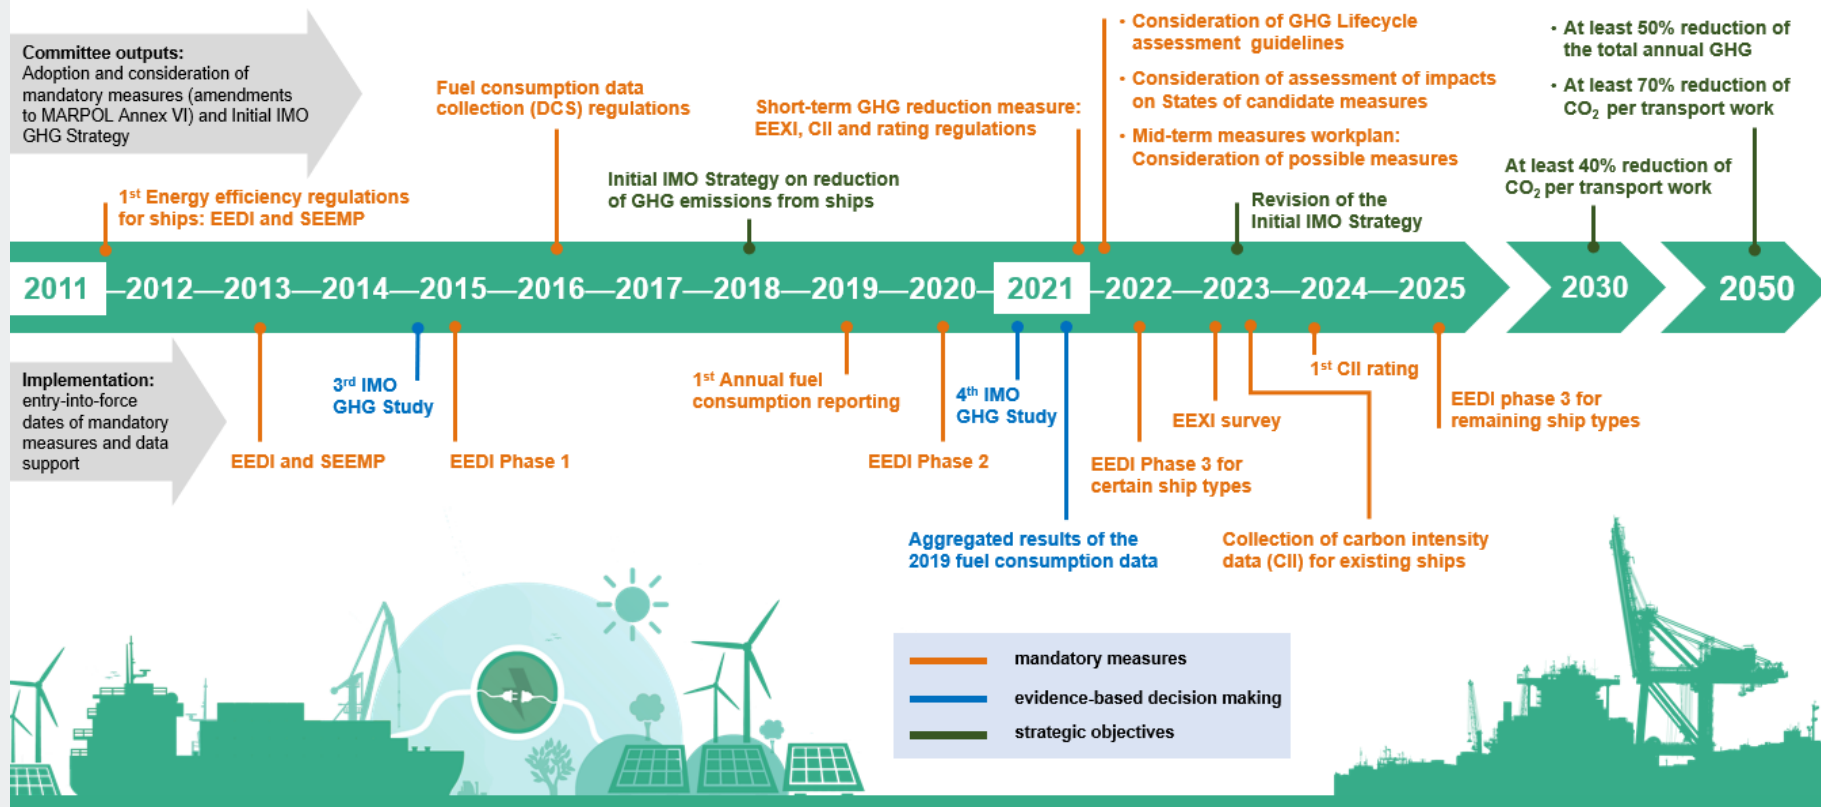 Committee outputs:
Adoption and consideration of
mandatory measures (amendments
to MARPOL Annex VI) and Initial IMO
GHG Strategy
1st Energy efficiency regulations
for ships: EEDI and SEEMP
Fuel consumption data
collection (DCS) regulations
Initial IMO Strategy on reduction
of GHG emissions from ships
Short-term GHG reduction measure:
EEXI, CII and rating regulations
• Consideration of GHG Lifecycle
assessment guidelines
• Consideration of assessment of impacts
on States of candidate measures
• Mid-term measures workplan:
Consideration of possible measures
Revision of the
Initial IMO Strategy
• At least 50% reduction of
the total annual GHG
• At least 70% reduction of
CO2 per transport work
At least 40% reduction of
CO2 per transport work
2011 2012 2013 2014 2015 2016 2017 2018 2019 2020 2021 2022 2023 2024 2025 2030 2050
Implementation:
entry-into-force
dates of mandatory
measures and data
support
EEDI and SEEMP
3rd IMO
GHG Study
EEDI Phase 1
1st Annual fuel
consumption reporting
EEDI Phase 2
4th IMO
GHG Study
Aggregated results of the
2019 fuel consumption data
EEDI Phase 3 for
certain ship types
EEXI survey
Collection of carbon intensity
data (CII) for existing ships
1st CII rating
EEDI phase 3 for
remaining ship types
mandatory measures
evidence-based decision making
strategic objectives